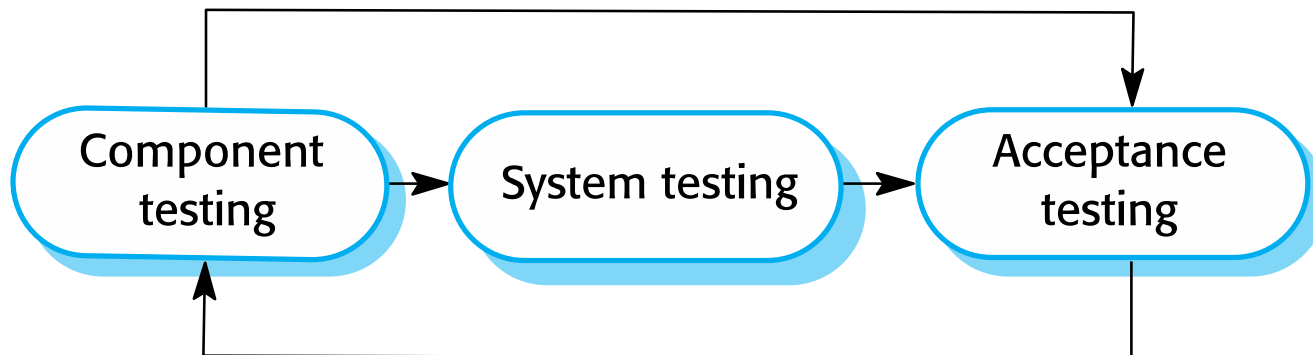 Component
testing
System testing
Acceptance
testing